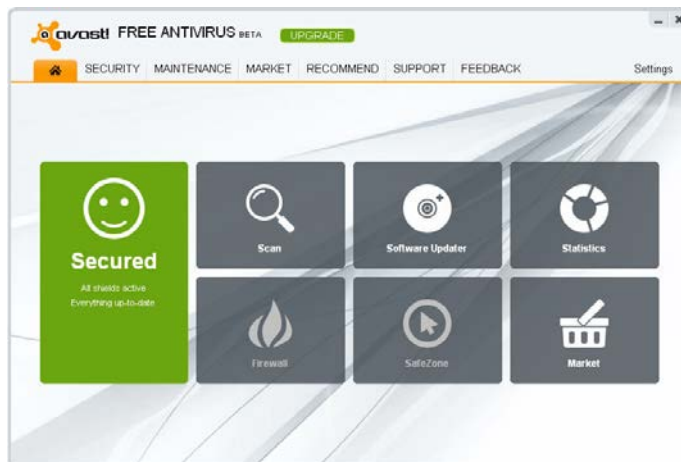 avast! FREE ANTIVIRUS BETA UPGRADE
SECURITY MAINTENANCE MARKET RECOMMEND SUPPORT FEEDBACK Settings
Secured
All shields active
Everything up-to-date
Scan
Software Updater
Statistics
Firewall
SafeZone
Market